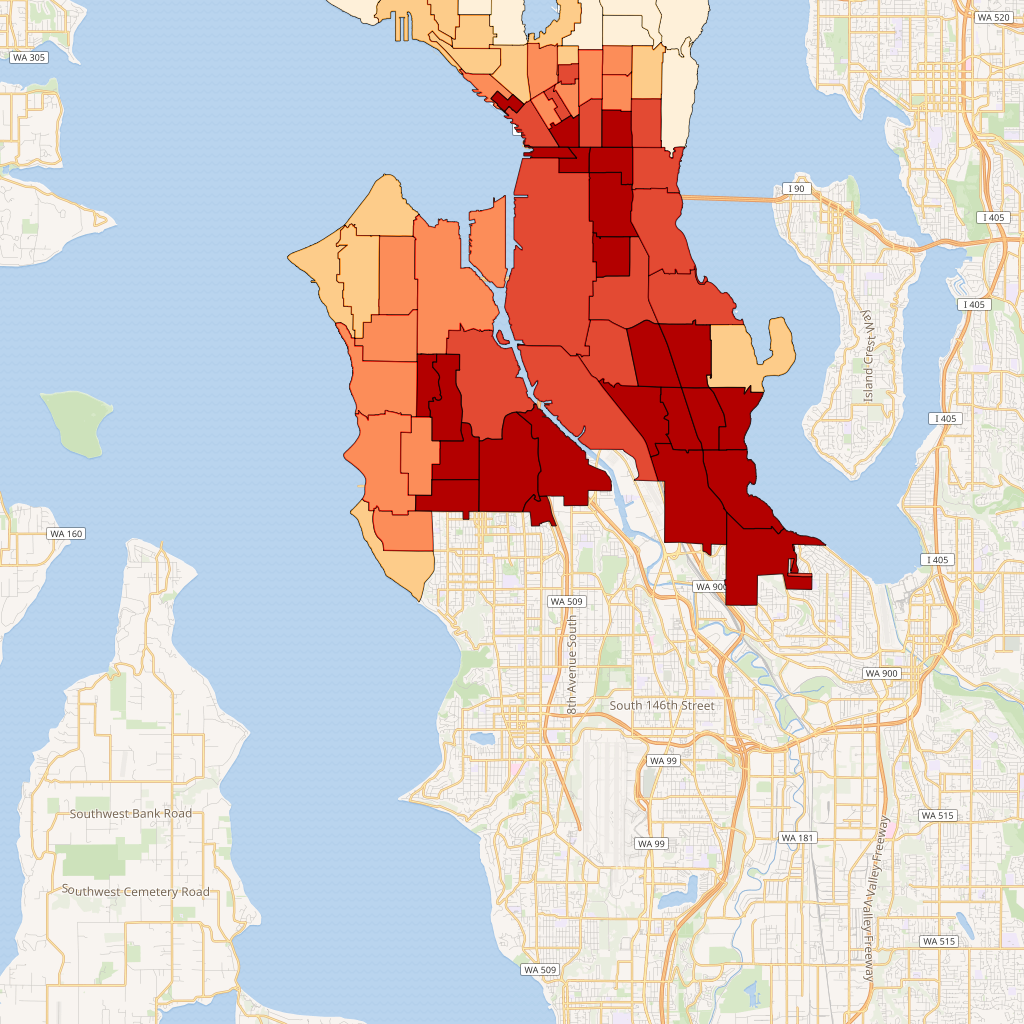 WA 520
WA 305
I 90
I 405
I 405
Island Crest Way
I 405
WA 160
I 405
WA 900
WA 509
8th Avenue South
WA 900
South 146th Street
WA 99
Southwest Bank Road
WA 515
WA 181
WA 99
Valley Freeway
Southwest Cemetery Road
Valley Freeway
WA 515
WA 509